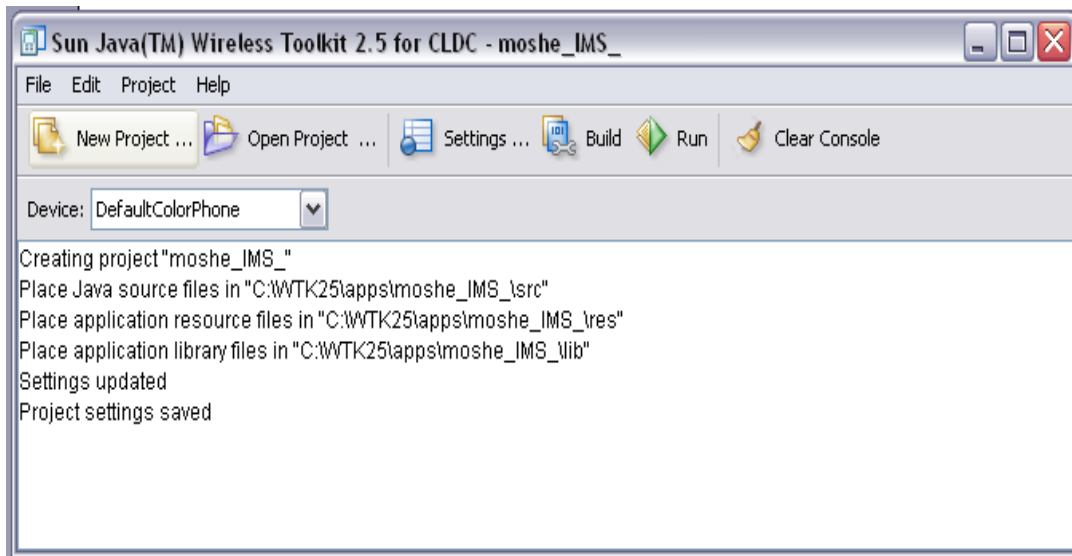 Sun Java(TM) Wireless Toolkit 2.5 for CLDC - moshe_IMS_
File Edit Project Help
New Project ... Open Project ... Settings ... Build Run Clear Console
Device: DefaultColorPhone
Creating project "moshe_IMS_"
Place Java source files in "C:\WTK25\apps\moshe_IMS_\src"
Place application resource files in "C:\WTK25\apps\moshe_IMS_\res"
Place application library files in "C:\WTK25\apps\moshe_IMS_\lib"
Settings updated
Project settings saved